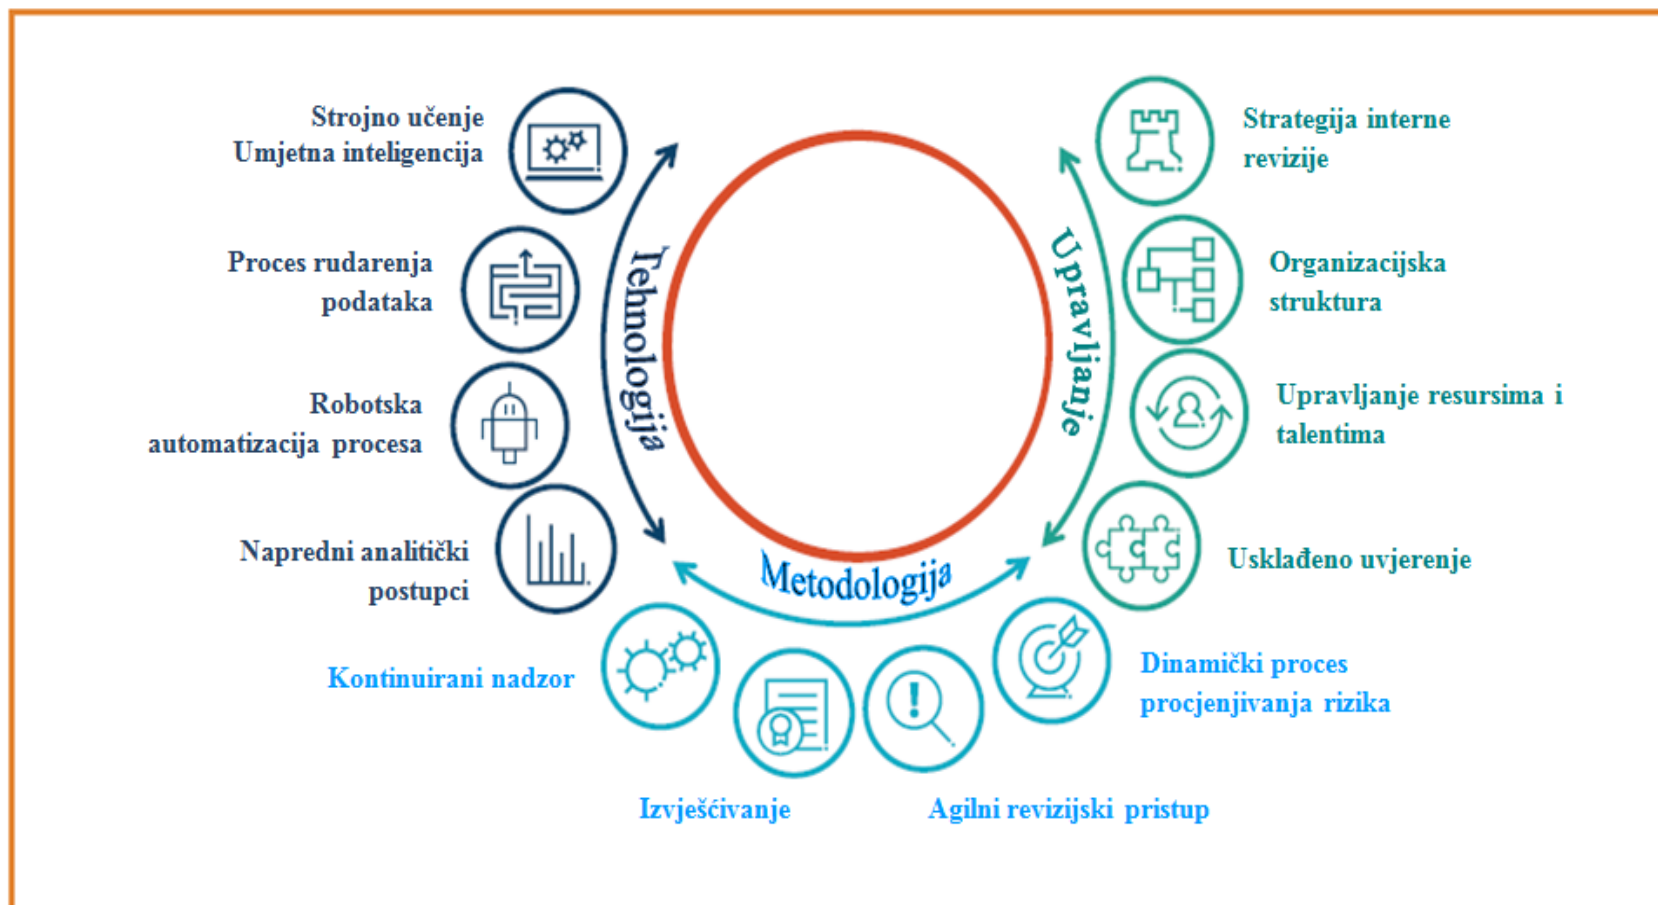 Strojno učenje
Umjetna inteligencija
Proces rudarenja
podataka
Robotska
automatizacija procesa
Napredni analitički
postupci
Tehnologija
Kontinuirani nadzor
Izvješćivanje
Metodologija
Agilni revizijski pristup
Dinamički proces
procjenjivanja rizika
Upravljanje
Strategija interne
revizije
Organizacijska
struktura
Upravljanje resursima i
talentima
Usklađeno uvjerenje